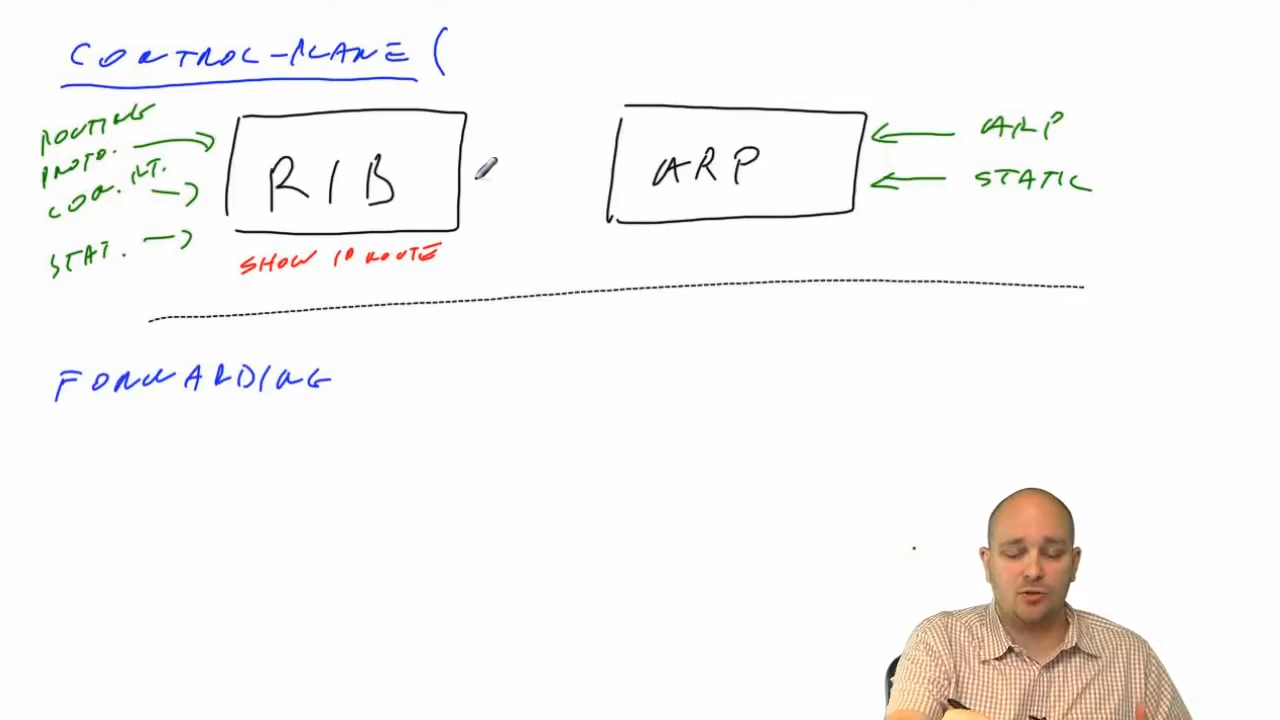 CONTROL-PLANE (
ROUTING
PROTO.
CON. RT.
STAT.
RIB
SHOW IP ROUTE
ARP
ARP
STATIC
FORWARDING